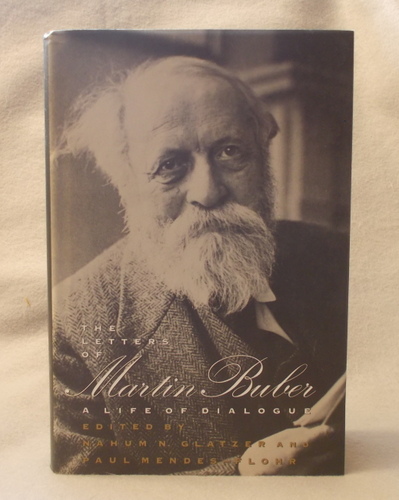 THE
LETTERS
OF
Martin Buber
A LIFE OF DIALOGUE
EDITED BY
NAHUM N. GLATZER AND
PAUL MENDES-FLOHR